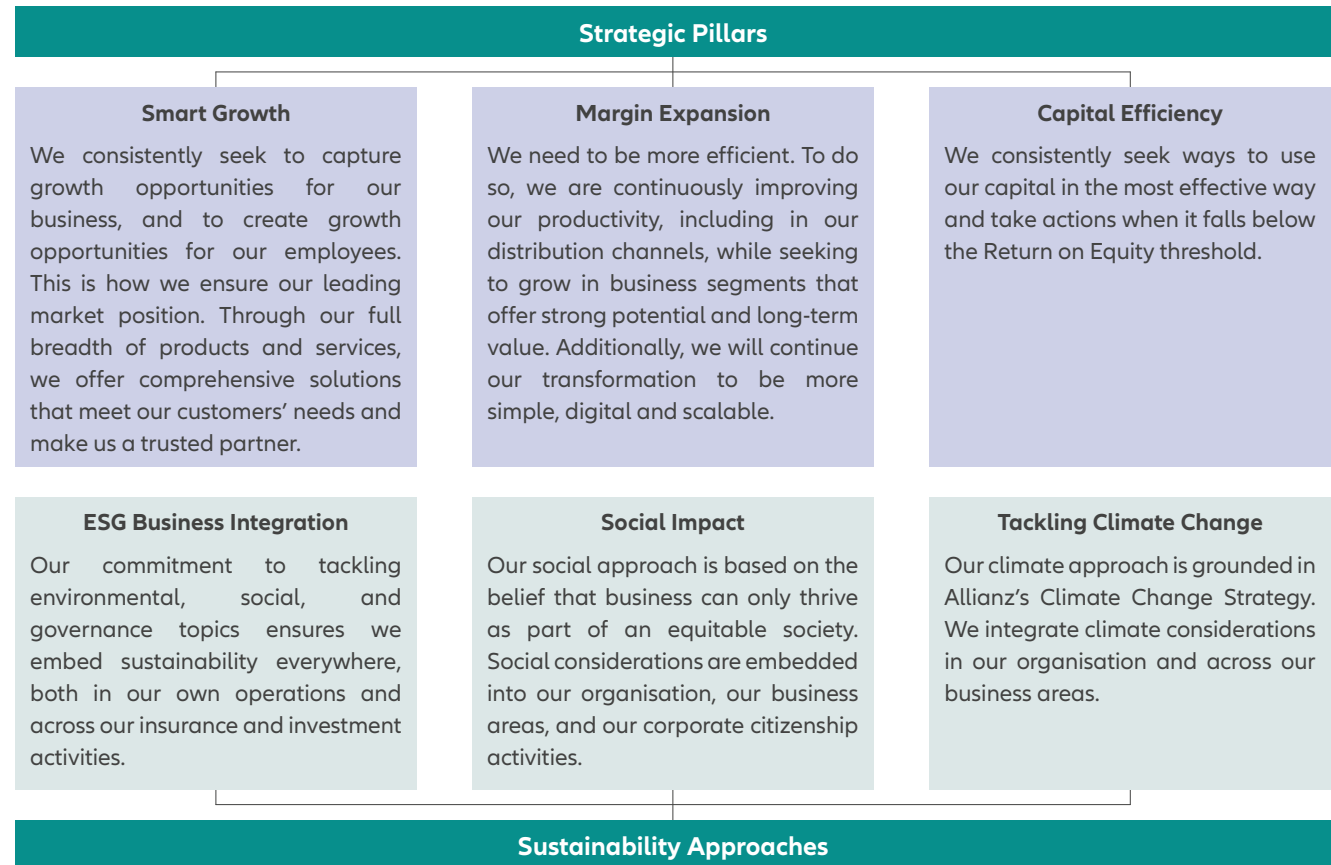 Strategic Pillars
Smart Growth
We consistently seek to capture
growth opportunities for our
business, and to create growth
opportunities for our employees.
This is how we ensure our leading
market position. Through our full
breadth of products and services,
we offer comprehensive solutions
that meet our customers’ needs and
make us a trusted partner.
Margin Expansion
We need to be more efficient. To do
so, we are continuously improving
our productivity, including in our
distribution channels, while seeking
to grow in business segments that
offer strong potential and long-term
value. Additionally, we will continue
our transformation to be more
simple, digital and scalable.
Capital Efficiency
We consistently seek ways to use
our capital in the most effective way
and take actions when it falls below
the Return on Equity threshold.
ESG Business Integration
Our commitment to tackling
environmental, social, and
governance topics ensures we
embed sustainability everywhere,
both in our own operations and
across our insurance and investment
activities.
Social Impact
Our social approach is based on the
belief that business can only thrive
as part of an equitable society.
Social considerations are embedded
into our organisation, our business
areas, and our corporate citizenship
activities.
Tackling Climate Change
Our climate approach is grounded in
Allianz’s Climate Change Strategy.
We integrate climate considerations
in our organisation and across our
business areas.
Sustainability Approaches